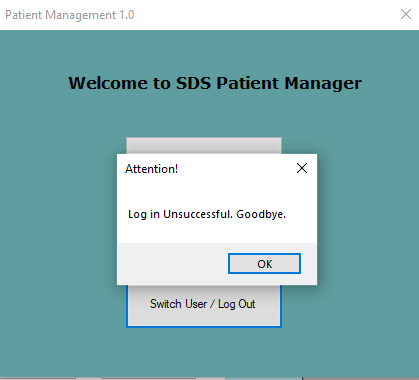 Patient Management 1.0
Welcome to SDS Patient Manager
Attention!
Log in Unsuccessful. Goodbye.
OK
Switch User / Log Out